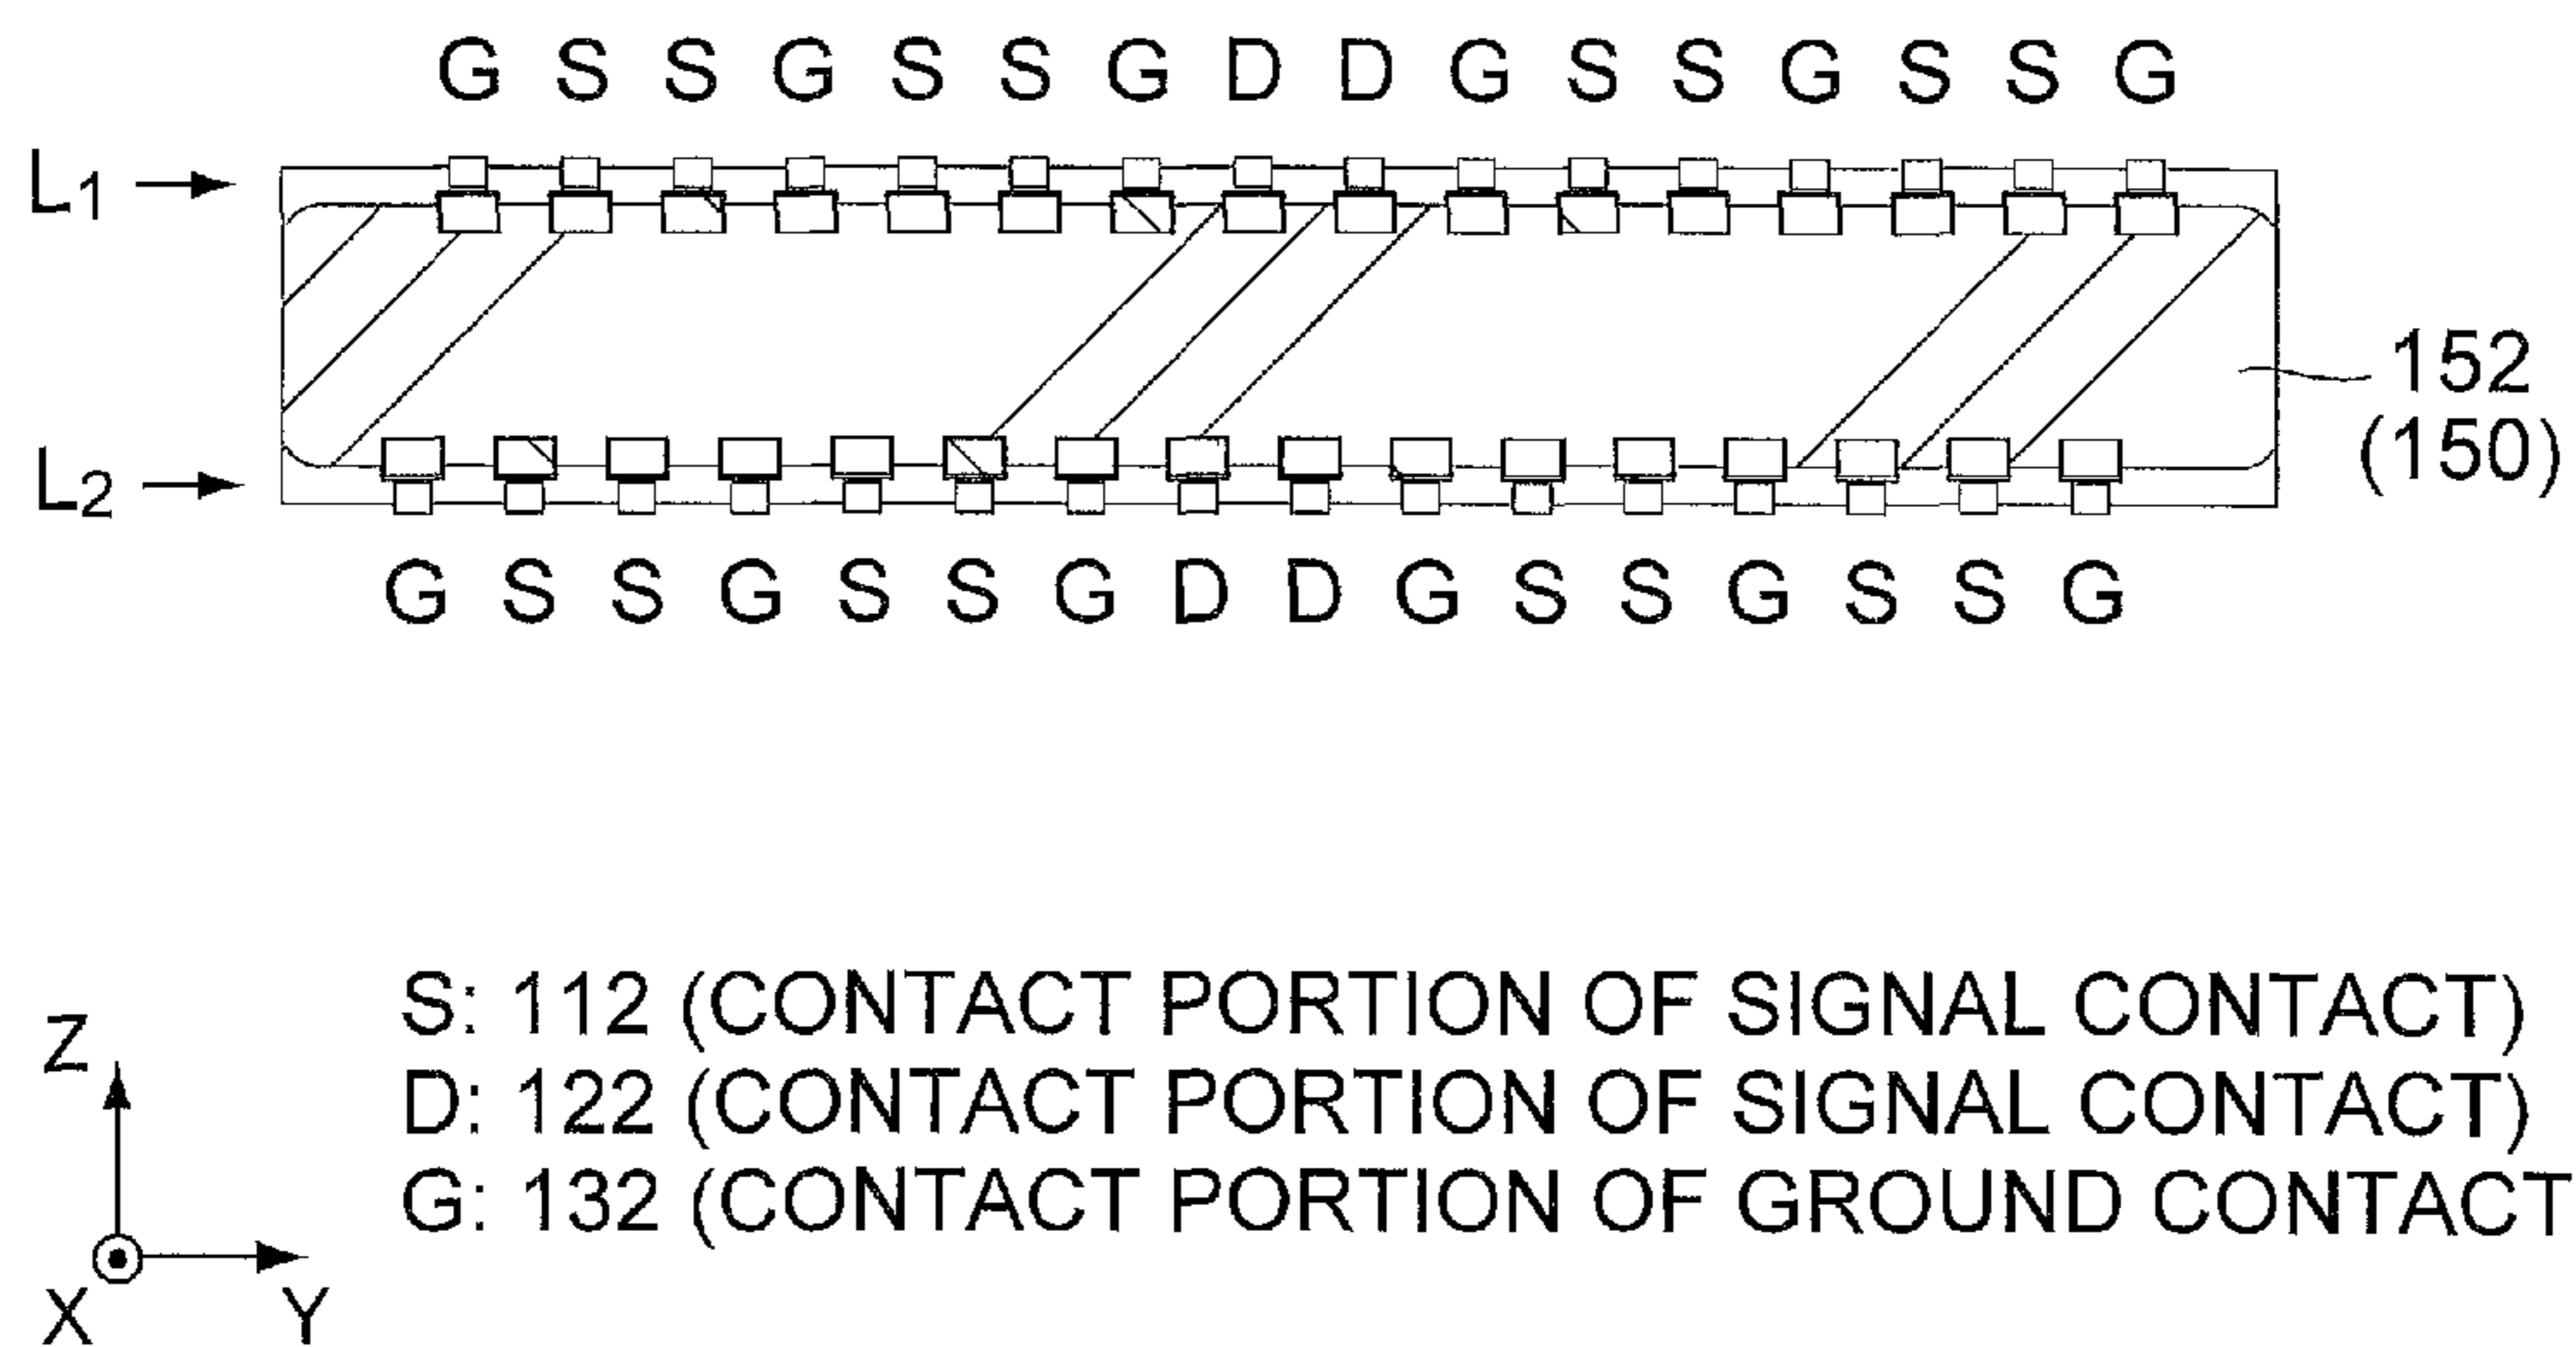 G S S G S S G D D G S S G S S G
L1
L2
152
(150)
G S S G S S G D D G S S G S S G
S: 112 (CONTACT PORTION OF SIGNAL CONTACT)
D: 122 (CONTACT PORTION OF SIGNAL CONTACT)
G: 132 (CONTACT PORTION OF GROUND CONTACT
Z
X
Y